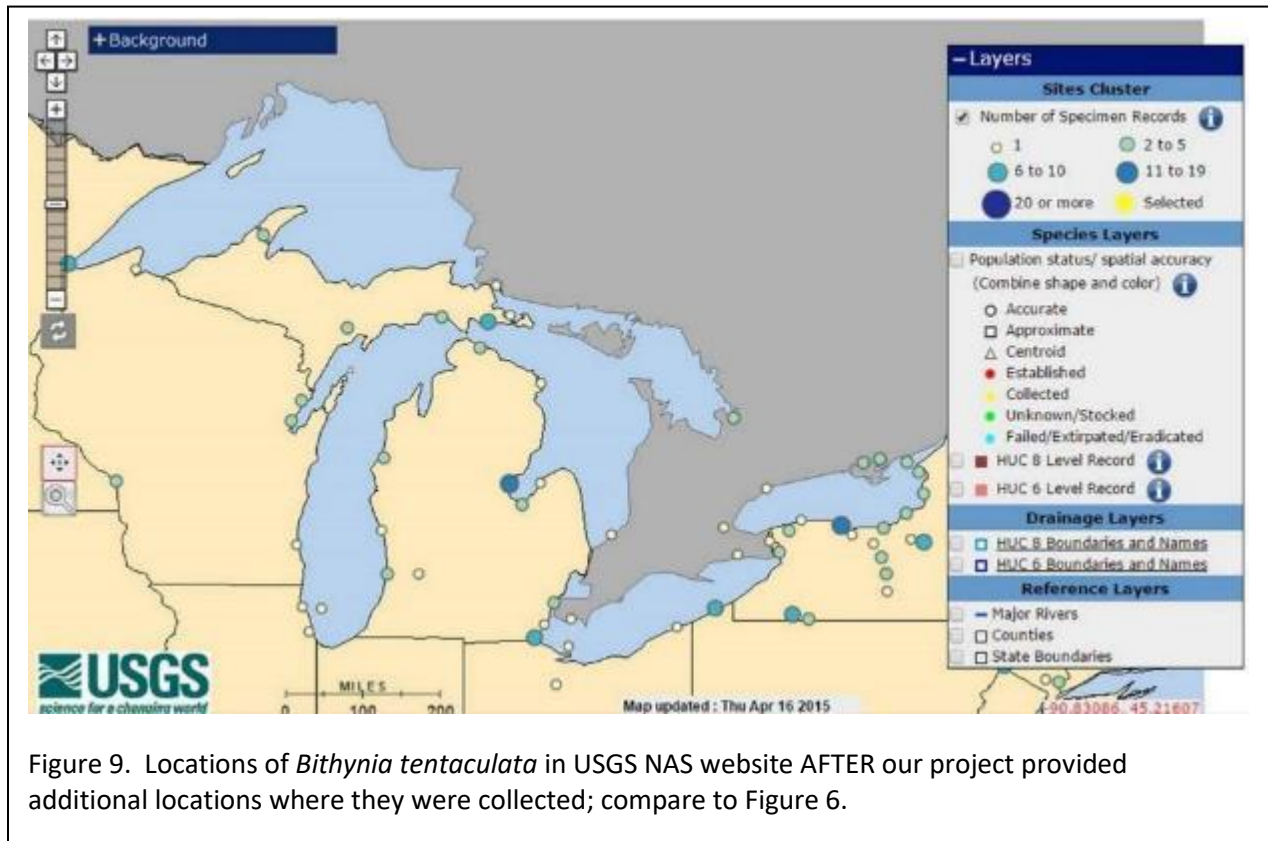 +Background
−Layers
Sites Cluster
Number of Specimen Records
1
2 to 5
6 to 10
11 to 19
20 or more
Selected
Species Layers
Population status/ spatial accuracy
(Combine shape and color)
Accurate
Approximate
Centroid
Established
Collected
Unknown/Stocked
Failed/Extirpated/Eradicated
HUC 8 Level Record
HUC 6 Level Record
Drainage Layers
HUC 8 Boundaries and Names
HUC 6 Boundaries and Names
Reference Layers
Major Rivers
Counties
State Boundaries
USGS
science for a changing world
MILES
0 100 200
Map updated : Thu Apr 16 2015
-90.83086, 45.21607
Figure 9. Locations of Bithynia tentaculata in USGS NAS website AFTER our project provided
additional locations where they were collected; compare to Figure 6.